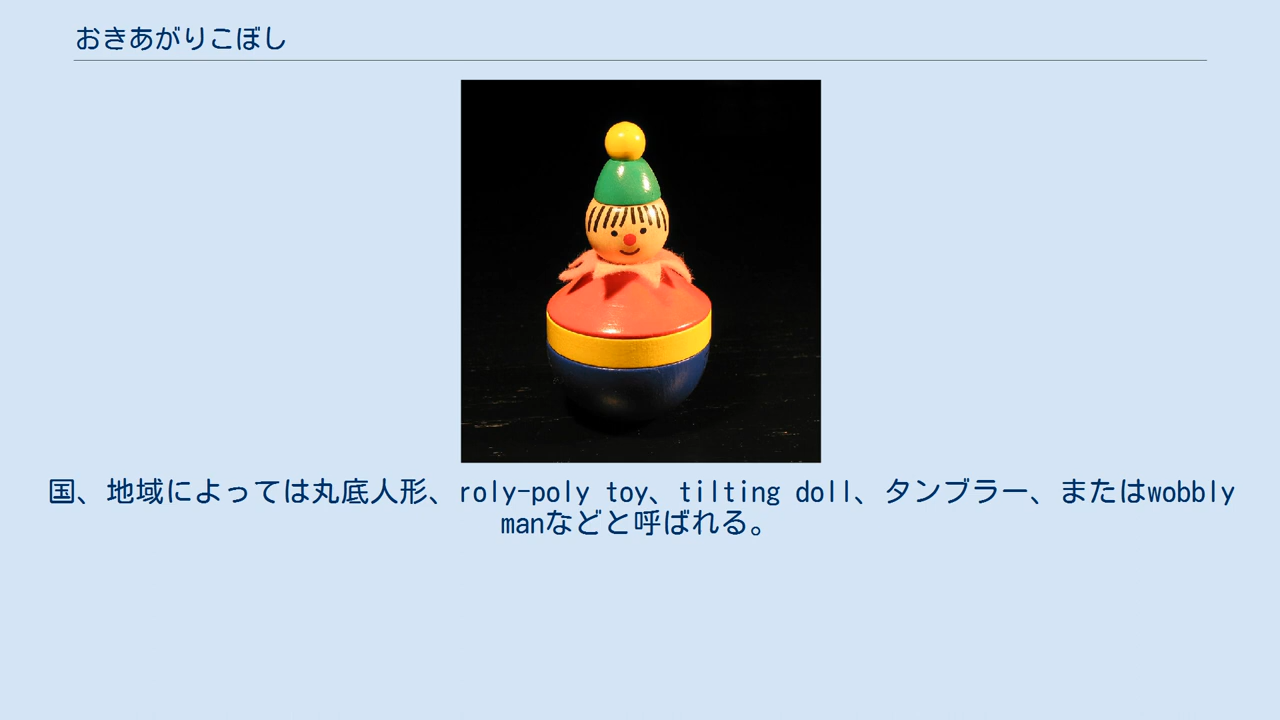 おきあがりこぼし
国、地域によっては丸底人形、roly-poly toy、tilting doll、タンブラー、またはwobbly
manなどと呼ばれる。